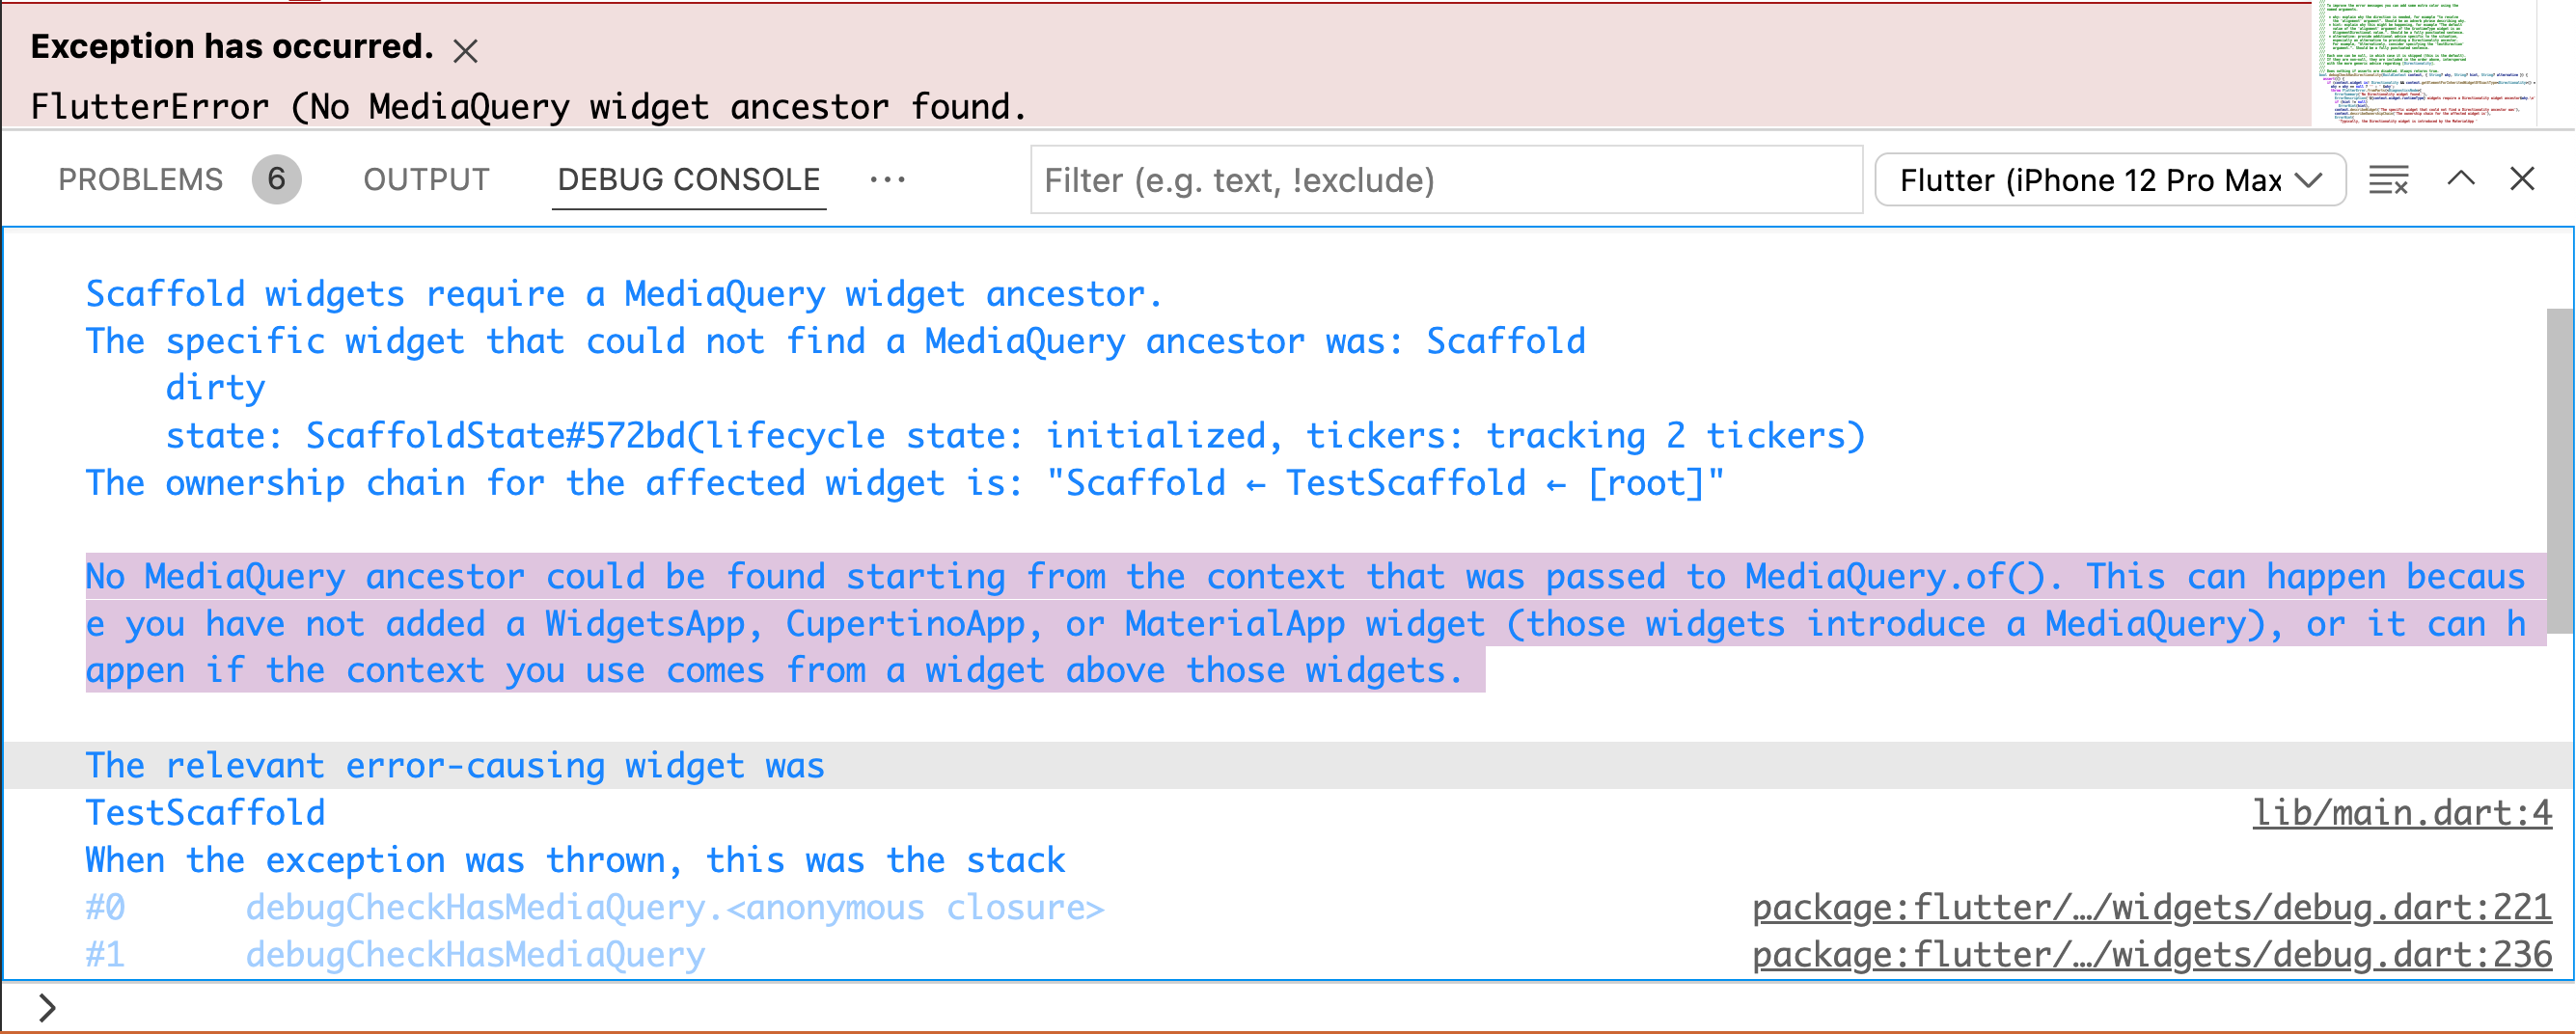 Exception has occurred.
FlutterError (No MediaQuery widget ancestor found.
PROBLEMS 6 OUTPUT DEBUG CONSOLE ··· Filter (e.g. text, !exclude) Flutter (iPhone 12 Pro Max
Scaffold widgets require a MediaQuery widget ancestor.
The specific widget that could not find a MediaQuery ancestor was: Scaffold
dirty
state: ScaffoldState#572bd(lifecycle state: initialized, tickers: tracking 2 tickers)
The ownership chain for the affected widget is: "Scaffold ← TestScaffold ← [root]"
No MediaQuery ancestor could be found starting from the context that was passed to MediaQuery.of(). This can happen becaus
e you have not added a WidgetsApp, CupertinoApp, or MaterialApp widget (those widgets introduce a MediaQuery), or it can h
appen if the context you use comes from a widget above those widgets.
The relevant error-causing widget was
TestScaffold lib/main.dart:4
When the exception was thrown, this was the stack
#0 debugCheckHasMediaQuery.<anonymous closure> package:flutter/…/widgets/debug.dart:221
#1 debugCheckHasMediaQuery package:flutter/…/widgets/debug.dart:236